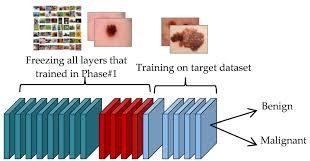 Freezing all layers that
trained in Phase#1
Training on target dataset
Benign
Malignant